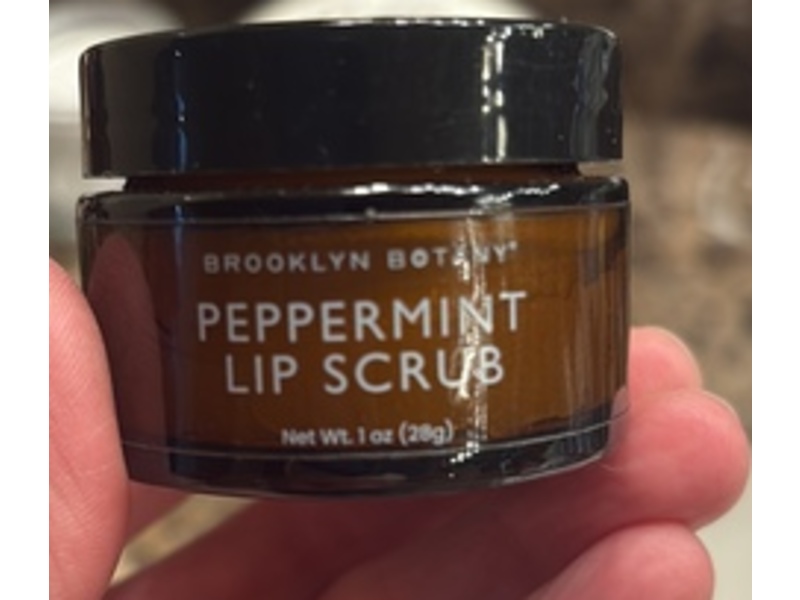 BROOKLYN BOTANY®
PEPPERMINT
LIP SCRUB
Net Wt. 1 oz (28g)